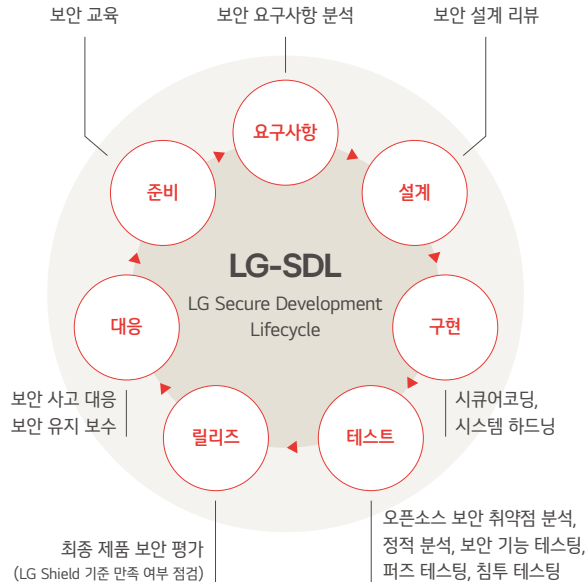 보안 교육
보안 요구사항 분석
보안 설계 리뷰
요구사항
준비
설계
LG-SDL
LG Secure Development
Lifecycle
대응
구현
보안 사고 대응
보안 유지 보수
시큐어코딩,
시스템 하드닝
릴리즈
테스트
최종 제품 보안 평가
(LG Shield 기준 만족 여부 점검)
오픈소스 보안 취약점 분석,
정적 분석, 보안 기능 테스팅,
퍼즈 테스팅, 침투 테스팅